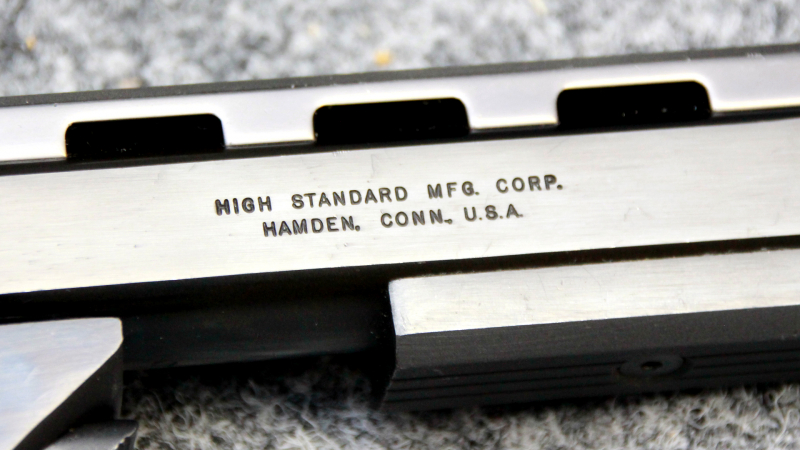 HIGH STANDARD MFG. CORP.
HAMDEN, CONN., U.S.A.